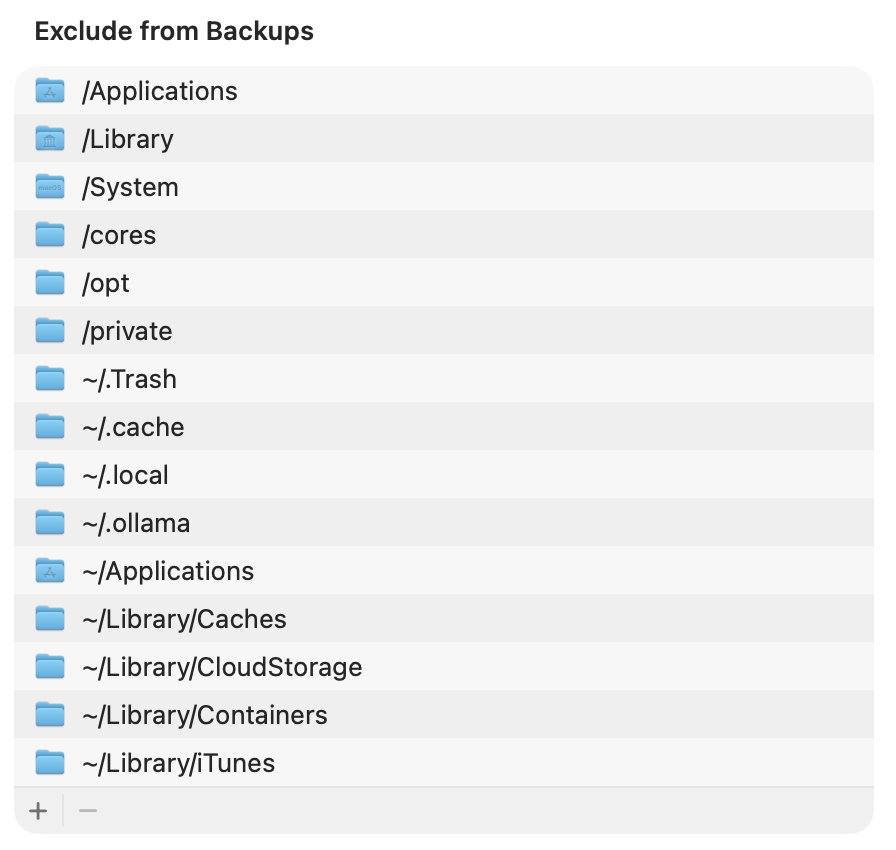 Exclude from Backups
/Applications
/Library
/System
/cores
/opt
/private
~/.Trash
~/.cache
~/.local
~/.ollama
~/Applications
~/Library/Caches
~/Library/CloudStorage
~/Library/Containers
~/Library/iTunes